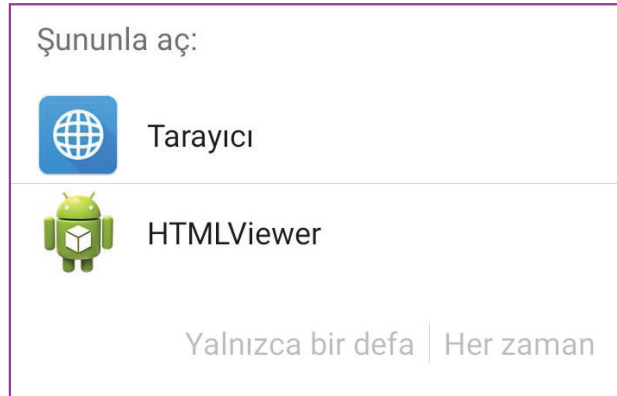 Şununla aç:
Tarayıcı
HTMLViewer
Yalnızca bir defa Her zaman